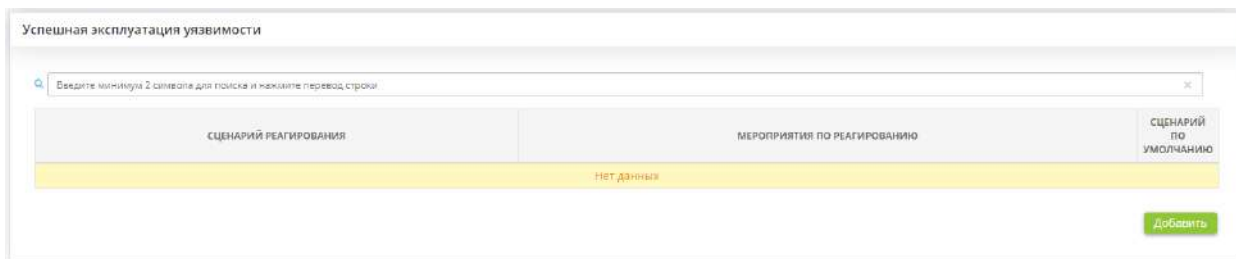 Успешная эксплуатация уязвимости
Введите минимум 2 символа для поиска и нажмите перевод строки
СЦЕНАРИЙ РЕАГИРОВАНИЯ
МЕРОПРИЯТИЯ ПО РЕАГИРОВАНИЮ
СЦЕНАРИЙ
ПО
УМОЛЧАНИЮ
Нет данных
Добавить